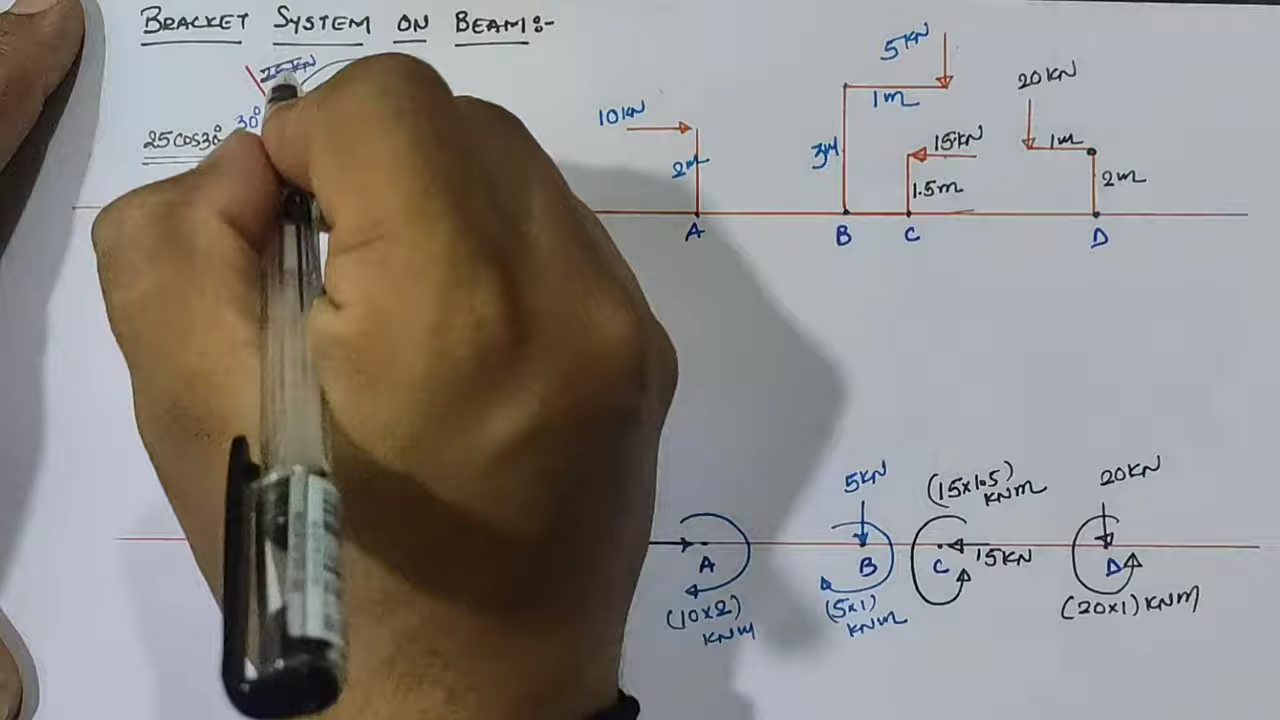 BRACKET SYSTEM ON BEAM:-
25KN
30°
25COS30°
10KN
2M
A
5KN
1m
3M
B
15KN
1.5m
C
20KN
1m
2m
D
A
(10x2)
KNM
5KN
B
(5x1)
KNM
(15x1.5)
KNM
C
15KN
20KN
D
(20x1) KNM